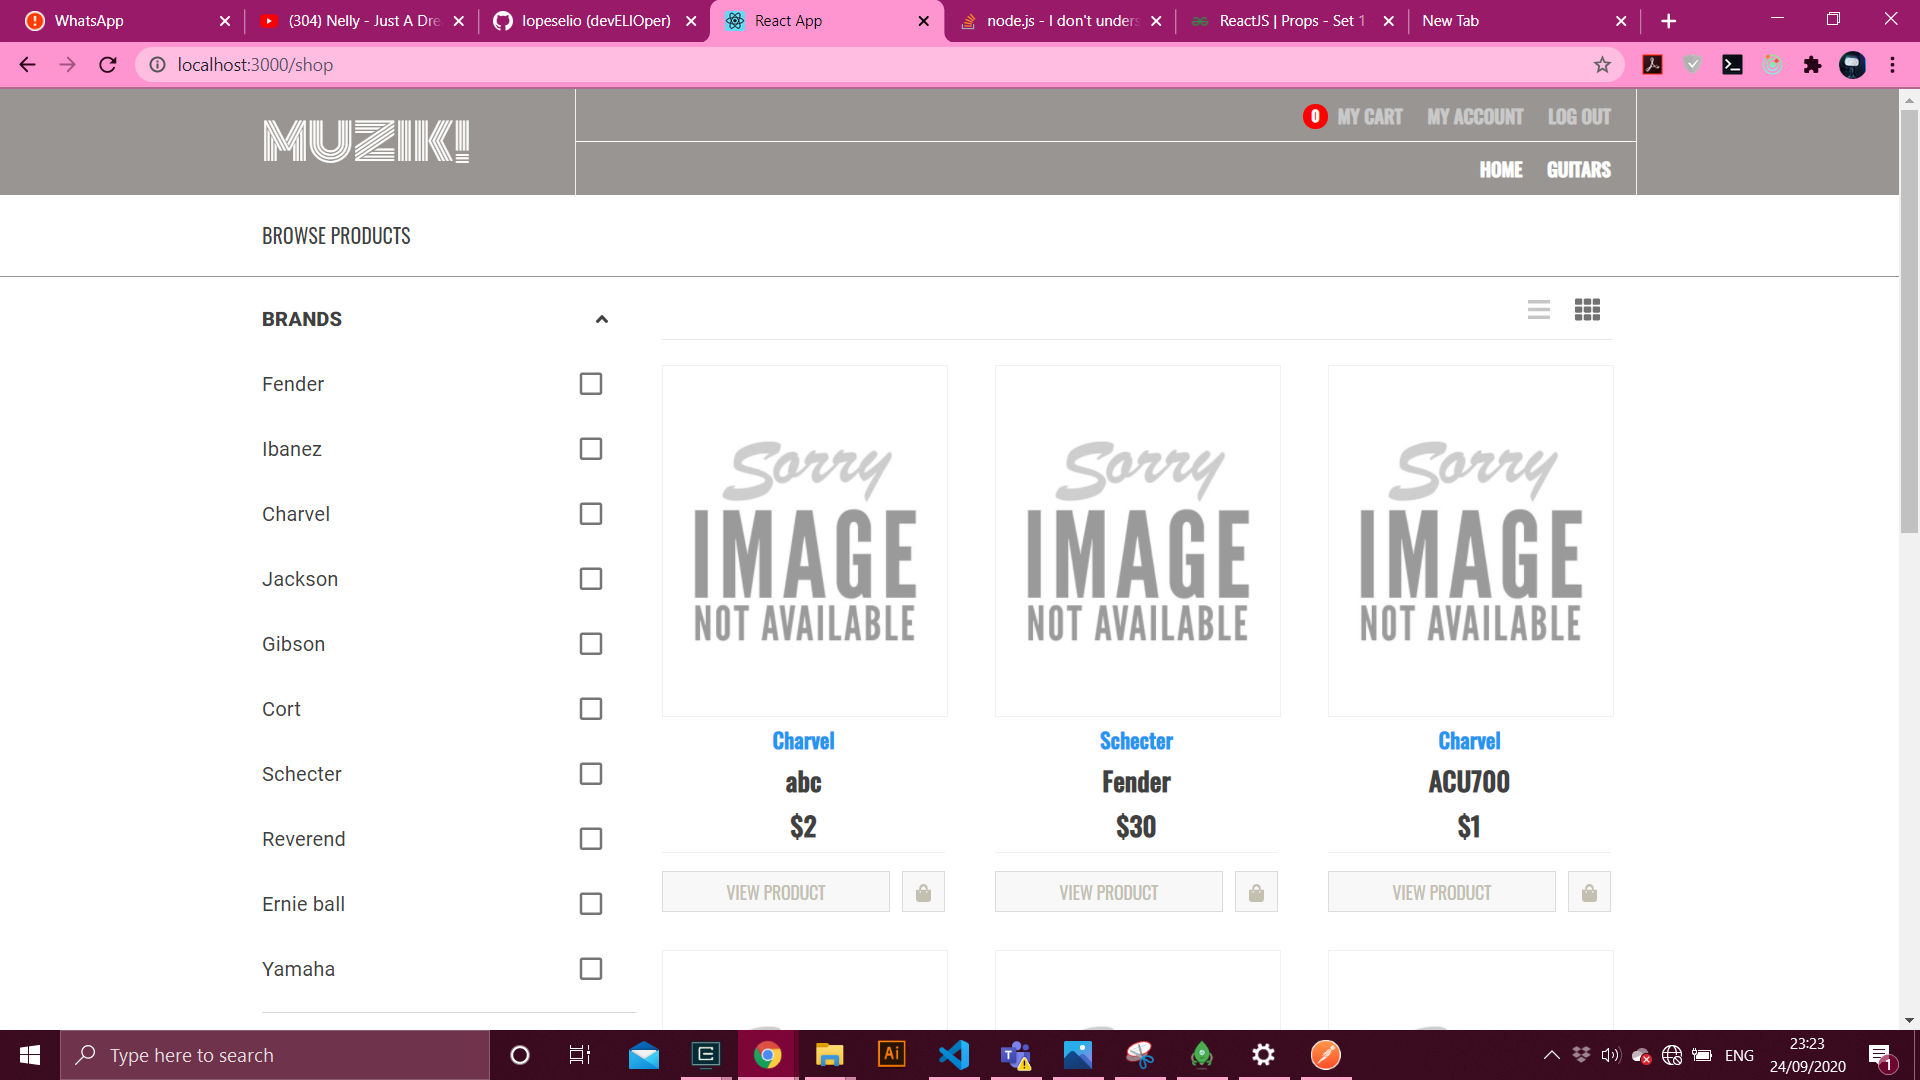 WhatsApp
(304) Nelly - Just A Dre
lopeselio (devELIOper)
React App
node.js - I don't unders
ReactJS | Props - Set 1
New Tab
localhost:3000/shop
MUZIK!
0 MY CART MY ACCOUNT LOG OUT
HOME GUITARS
BROWSE PRODUCTS
BRANDS
Fender
Ibanez
Charvel
Jackson
Gibson
Cort
Schecter
Reverend
Ernie ball
Yamaha
Sorry
IMAGE
NOT AVAILABLE
Charvel
abc
$2
VIEW PRODUCT
Sorry
IMAGE
NOT AVAILABLE
Schecter
Fender
$30
VIEW PRODUCT
Sorry
IMAGE
NOT AVAILABLE
Charvel
ACU700
$1
VIEW PRODUCT
Type here to search
Ai
ENG
23:23
24/09/2020
1